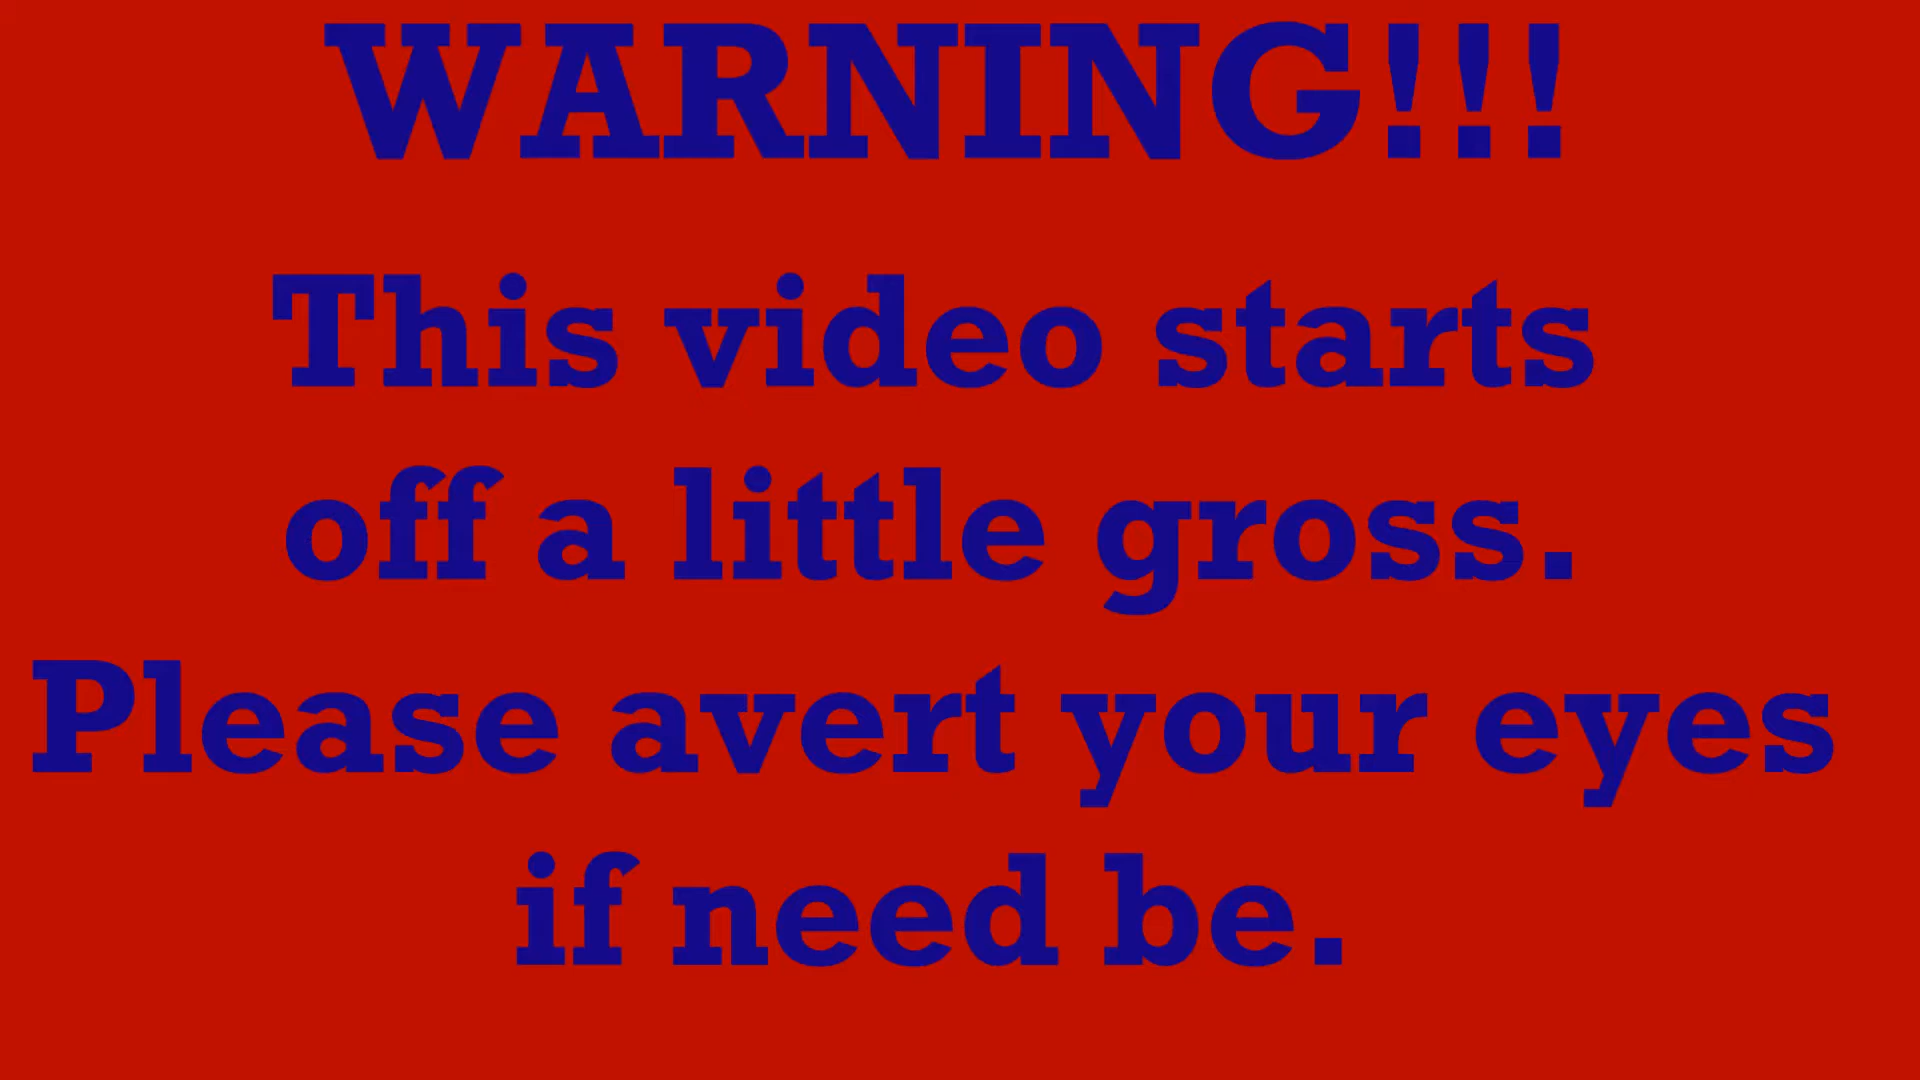 WARNING!!!
This video starts
off a little gross.
Please avert your eyes
if need be.